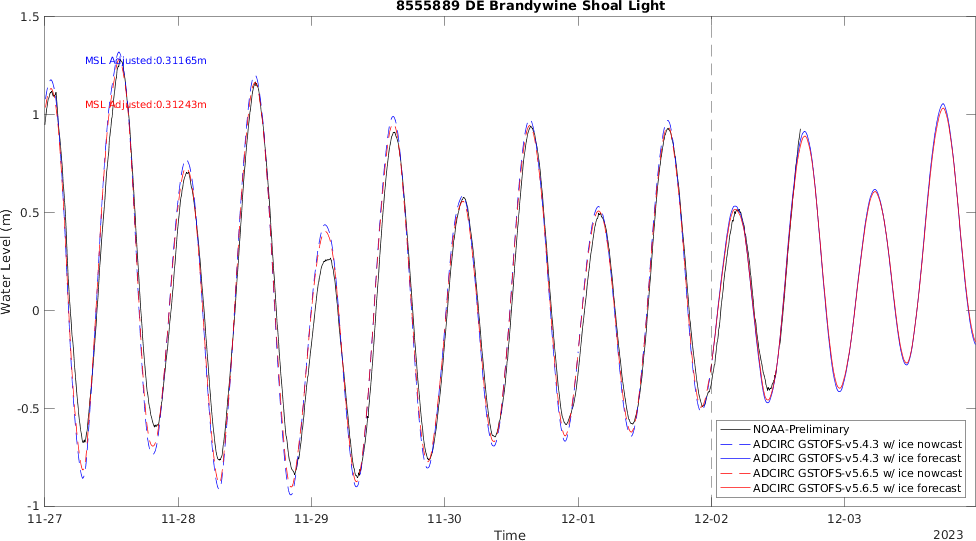 8555889 DE Brandywine Shoal Light
1.5
1
0.5
0
-0.5
-1
Water Level (m)
MSL Adjusted:0.31165m
MSL Adjusted:0.31243m
NOAA-Preliminary
ADCIRC GSTOFS-v5.4.3 w/ ice nowcast
ADCIRC GSTOFS-v5.4.3 w/ ice forecast
ADCIRC GSTOFS-v5.6.5 w/ ice nowcast
ADCIRC GSTOFS-v5.6.5 w/ ice forecast
11-27 11-28 11-29 11-30 12-01 12-02 12-03
Time
2023